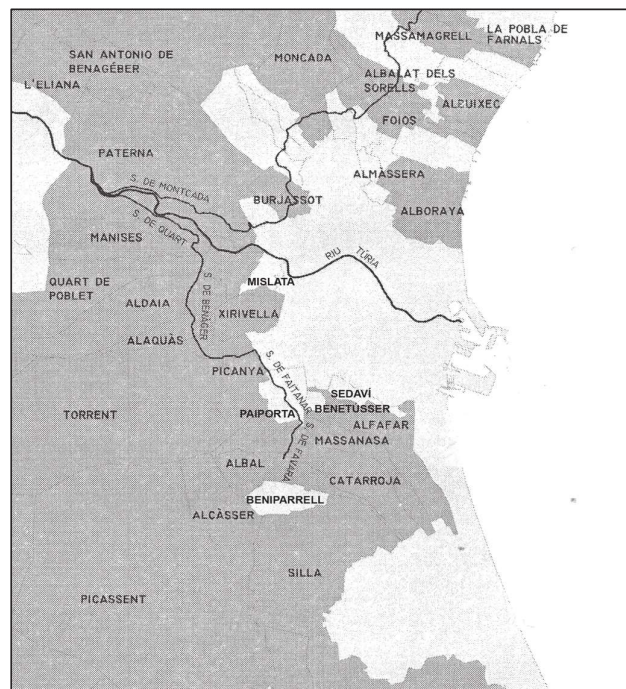 LA POBLA DE
FARNALS
MASSAMAGRELL
SAN ANTONIO DE
BENAGÉBER
MONCADA
ALBALAT DELS
SORELLS
L'ELIANA
ALBUIXEC
FOIOS
PATERNA
ALMÀSSERA
S. DE MONTCADA
BURJASSOT
ALBORAYA
S. DE QUART
MANISES
RIU TÚRIA
QUART DE
POBLET
MISLATA
S. DE BENÀGER
ALDAIA
XIRIVELLA
ALAQUÀS
PICANYA
S. DE FAITANAR
SEDAVÍ
BENETUSSER
TORRENT
PAIPORTA
ALFAFAR
MASSANASA
S. DE FAVARA
ALBAL
CATARROJA
BENIPARRELL
ALCÀSSER
SILLA
PICASSENT